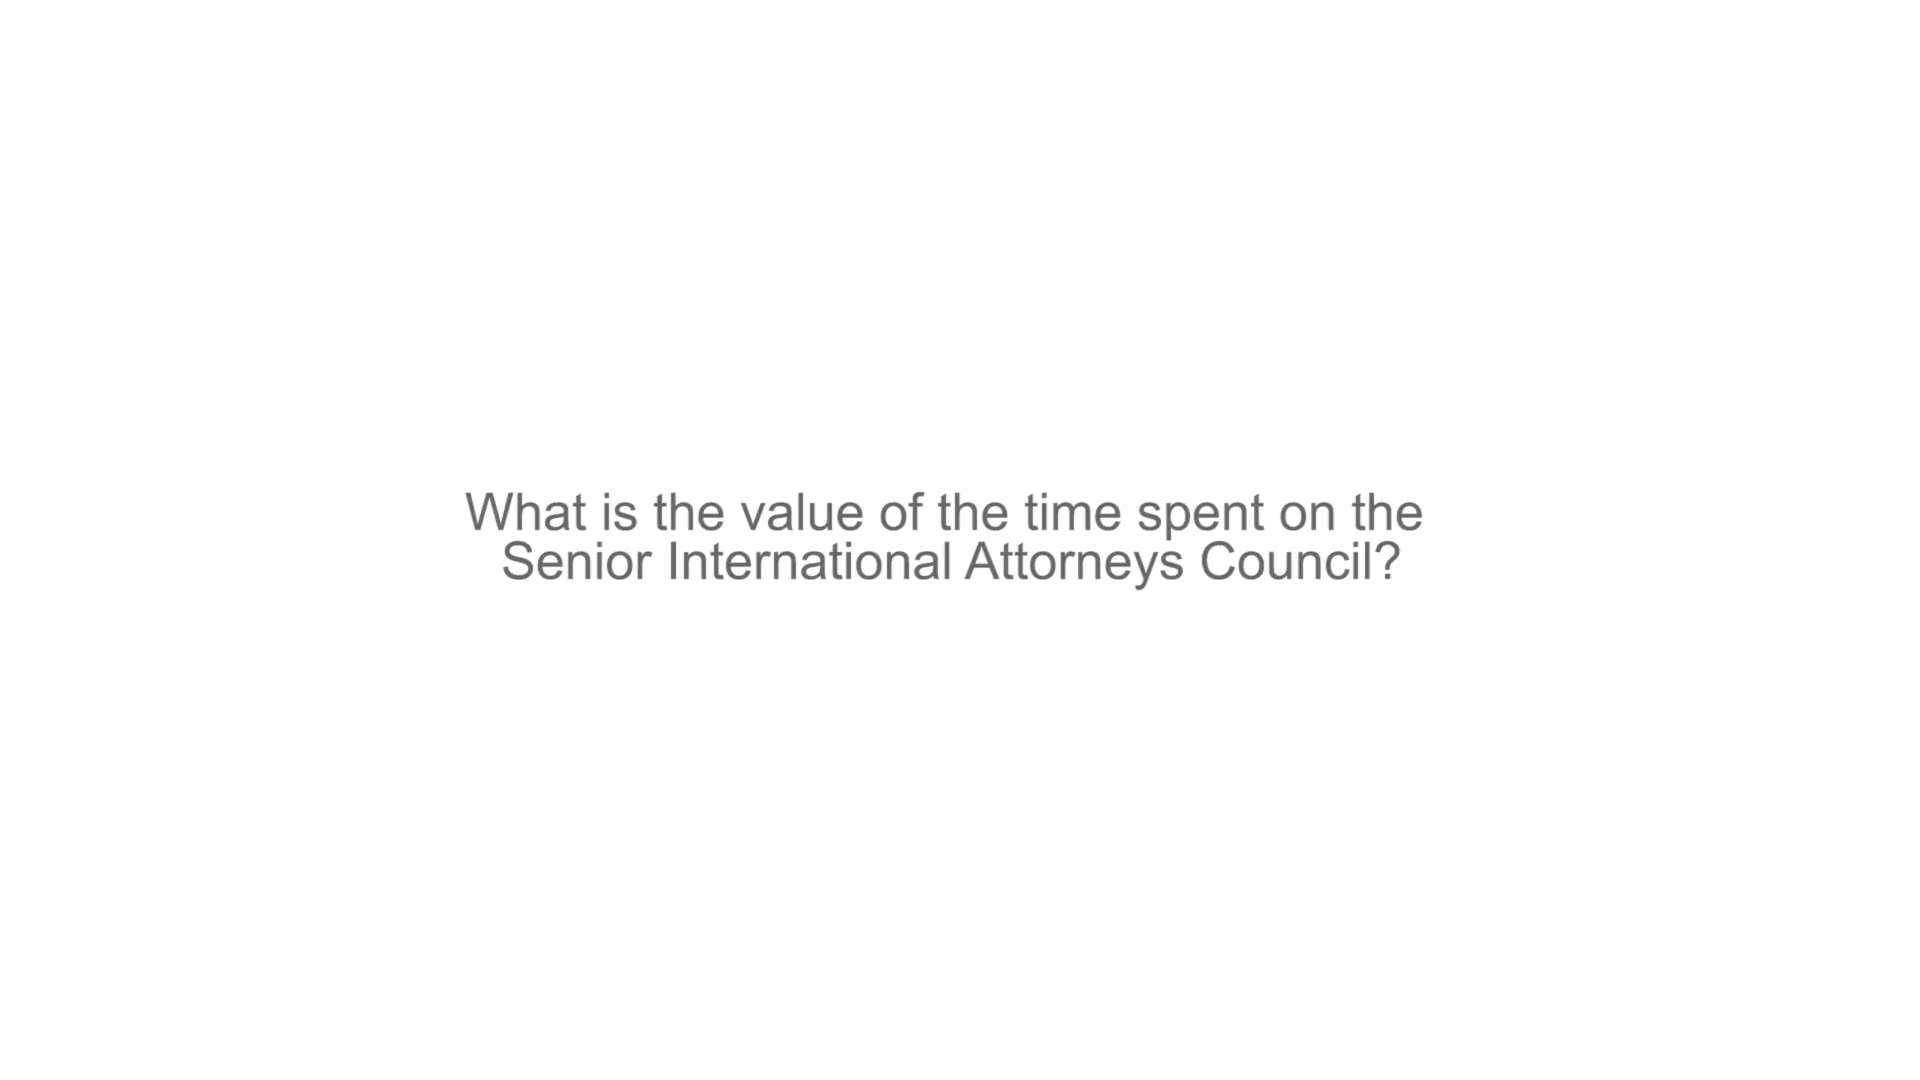 What is the value of the time spent on the
Senior International Attorneys Council?